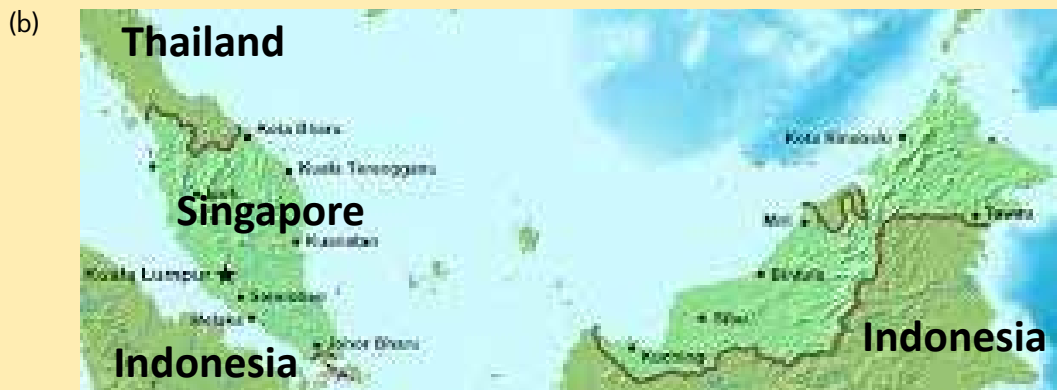 (b)
Thailand
Kota Bharu
Kota Kinabalu
Kuala Terengganu
Singapore
Miri
Tawau
Kuantan
Kuala Lumpur
Bintulu
Seremban
Melaka
Sibu
Johor Bharu
Kuching
Indonesia
Indonesia